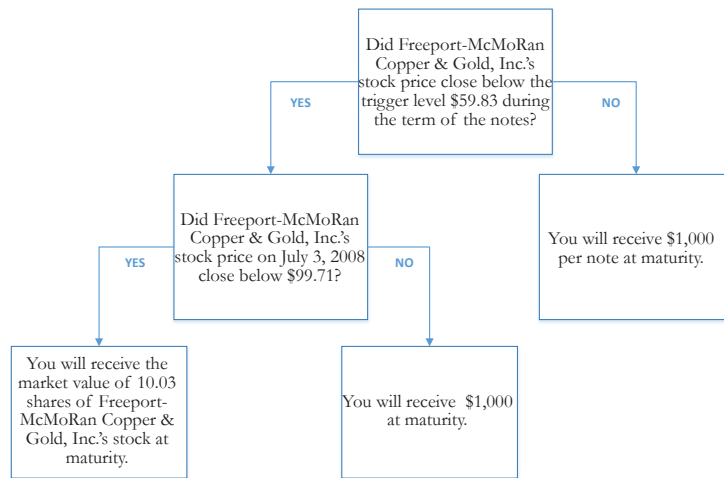 Did Freeport-McMoRan
Copper & Gold, Inc.'s
stock price close below the
trigger level $59.83 during
the term of the notes?
YES
NO
Did Freeport-McMoRan
Copper & Gold, Inc.'s
stock price on July 3, 2008
close below $99.71?
You will receive $1,000
per note at maturity.
YES
NO
You will receive the
market value of 10.03
shares of Freeport-
McMoRan Copper &
Gold, Inc.'s stock at
maturity.
You will receive $1,000
at maturity.